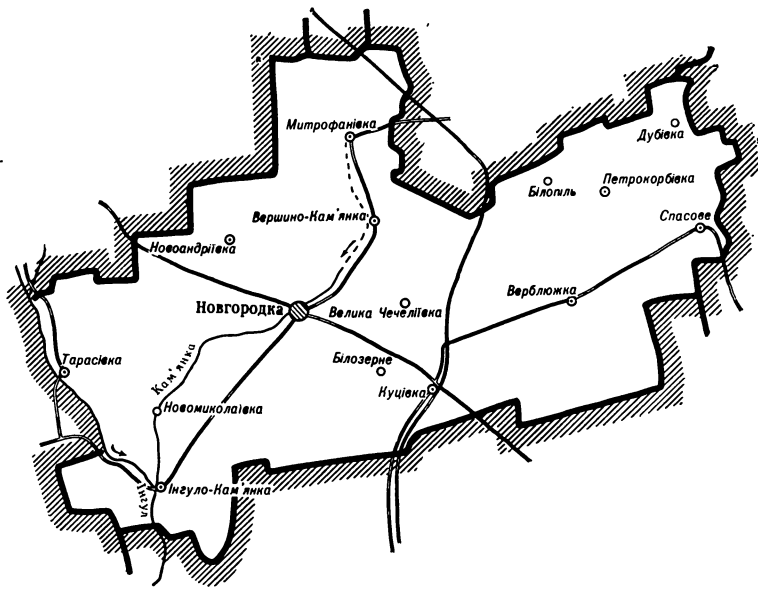 Митрофанівка
Дубівка
Білопіль
Петрокорбівка
Вершино-Кам'янка
Спасове
Новоандріївка
Верблюжка
Новгородка
Велика Чечеліївка
Тарасівка
Кам'янка
Білозерне
Куцівка
Новомиколаївка
Інгуло-Кам'янка
Інгул